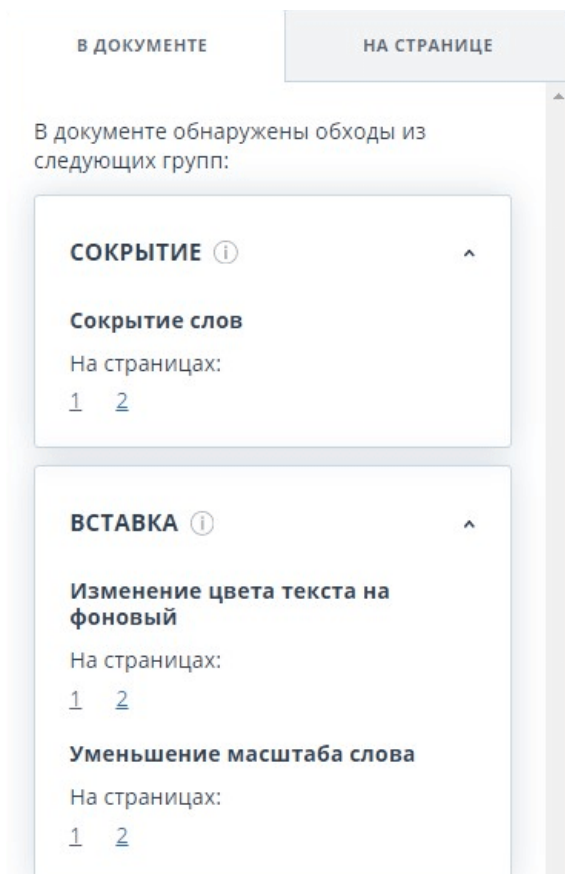 В ДОКУМЕНТЕ
НА СТРАНИЦЕ
В документе обнаружены обходы из
следующих групп:
СОКРЫТИЕ
Сокрытие слов
На страницах:
1 2
ВСТАВКА
Изменение цвета текста на
фоновый
На страницах:
1 2
Уменьшение масштаба слова
На страницах:
1 2